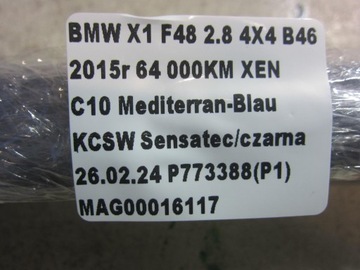 BMW X1 F48 2.8 4X4 B46
2015r 64 000KM XEN
C10 Mediterran-Blau
KCSW Sensatec/czarna
26.02.24 P773388(P1)
MAG00016117